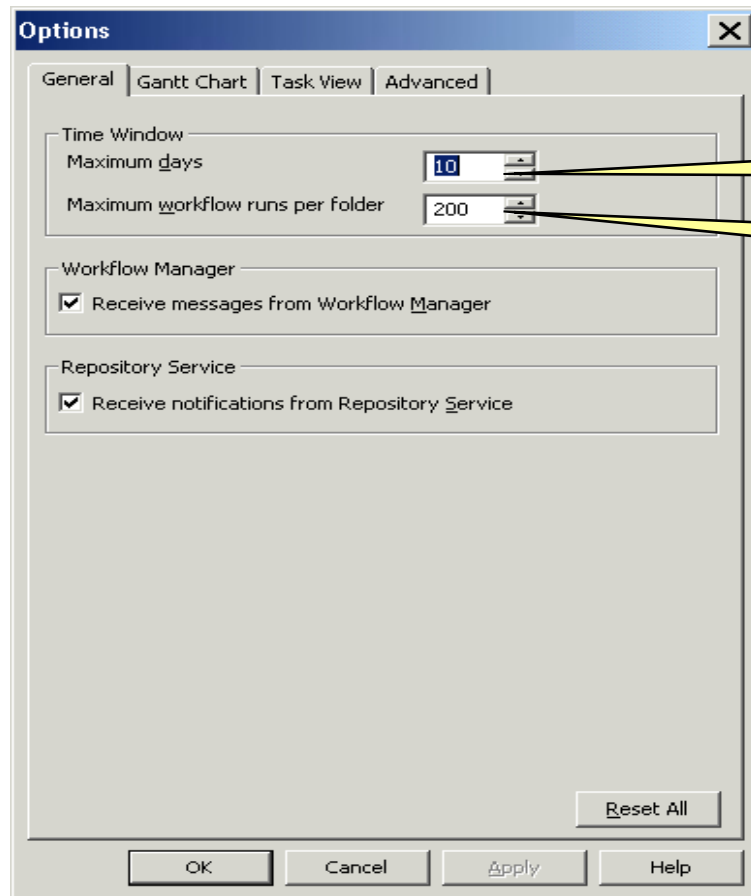 Options
General Gantt Chart Task View Advanced
Time Window
Maximum days 10
Maximum workflow runs per folder 200
Workflow Manager
Receive messages from Workflow Manager
Repository Service
Receive notifications from Repository Service
Reset All
OK Cancel Apply Help